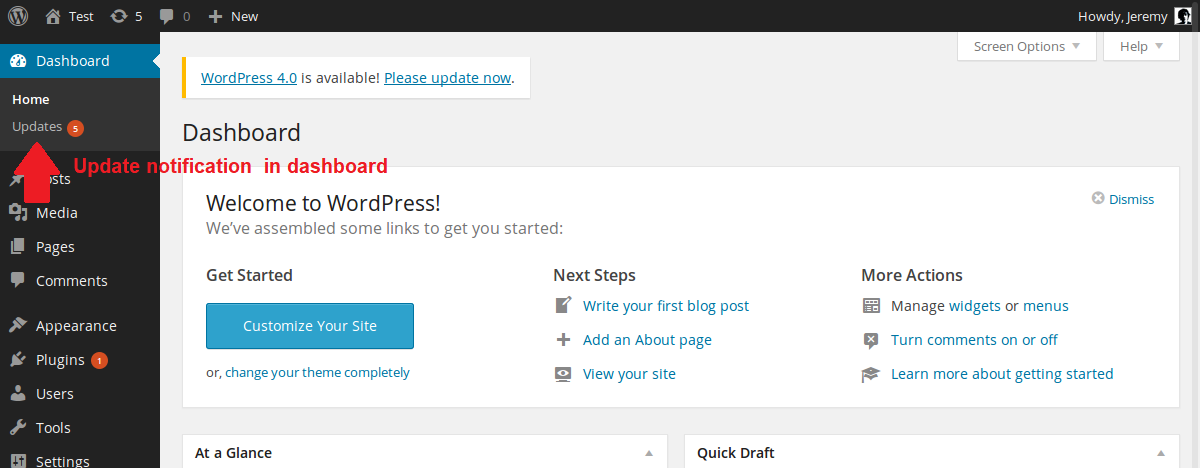 Test 5 0 New Howdy, Jeremy
Dashboard
Screen Options Help
WordPress 4.0 is available! Please update now.
Home
Updates 5
Dashboard
Update notification in dashboard
Posts
Welcome to WordPress!
Dismiss
We've assembled some links to get you started:
Media
Pages
Comments
Appearance
Plugins 1
Users
Tools
Settings
Get Started
Customize Your Site
or, change your theme completely
Next Steps
Write your first blog post
Add an About page
View your site
More Actions
Manage widgets or menus
Turn comments on or off
Learn more about getting started
At a Glance
Quick Draft